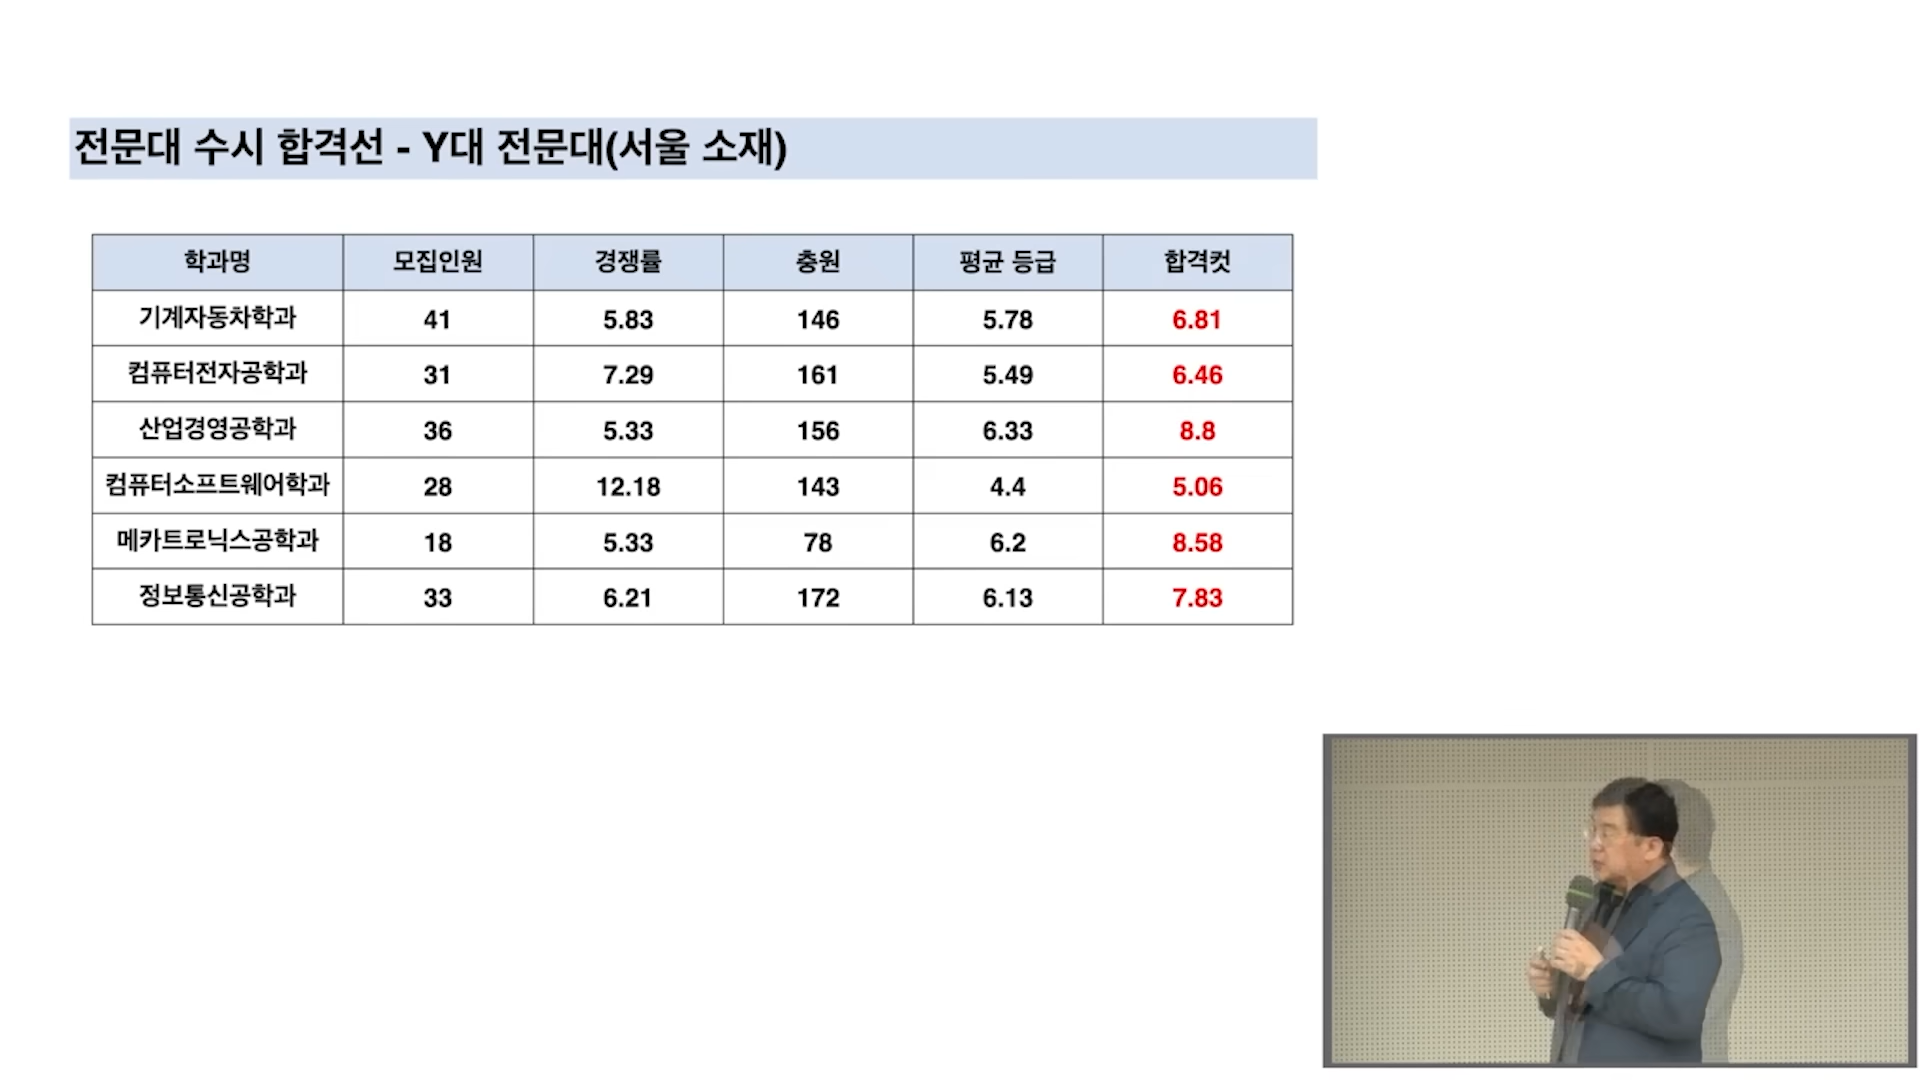 전문대 수시 합격선 - Y대 전문대(서울 소재)
학과명 모집인원 경쟁률 충원 평균 등급 합격컷
기계자동차학과 41 5.83 146 5.78 6.81
컴퓨터전자공학과 31 7.29 161 5.49 6.46
산업경영공학과 36 5.33 156 6.33 8.8
컴퓨터소프트웨어학과 28 12.18 143 4.4 5.06
메카트로닉스공학과 18 5.33 78 6.2 8.58
정보통신공학과 33 6.21 172 6.13 7.83